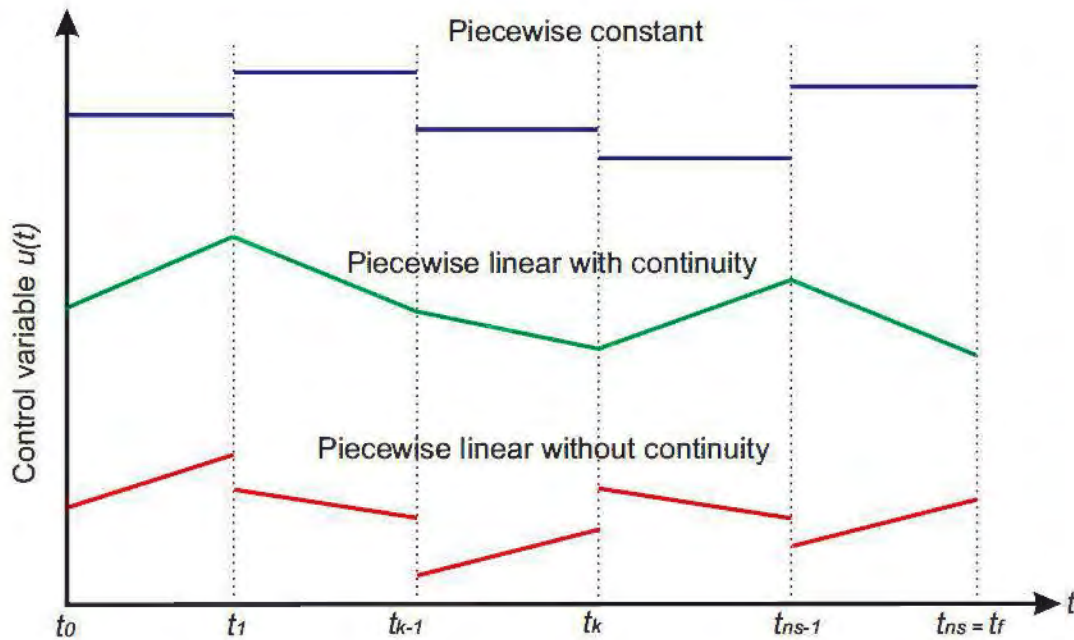 Piecewise constant
Control variable u(t)
Piecewise linear with continuity
Piecewise linear without continuity
t0 t1 tk-1 tk tns-1 tns = tf t